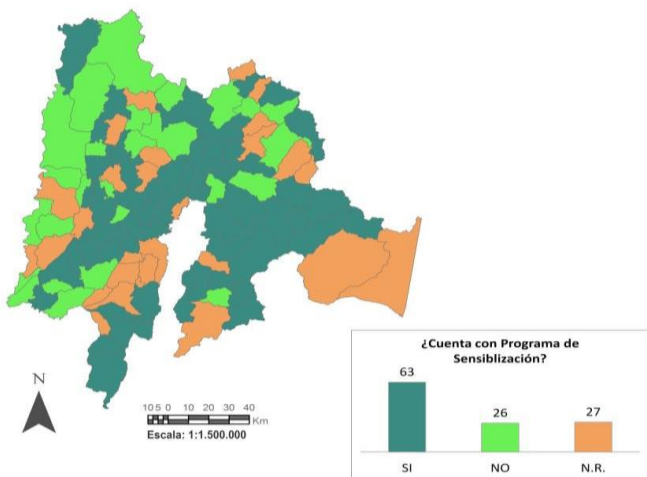 N
10 5 0 10 20 30 40
Km
Escala: 1:1.500.000
¿Cuenta con Programa de
Sensiblización?
63
26
27
SI
NO
N.R.